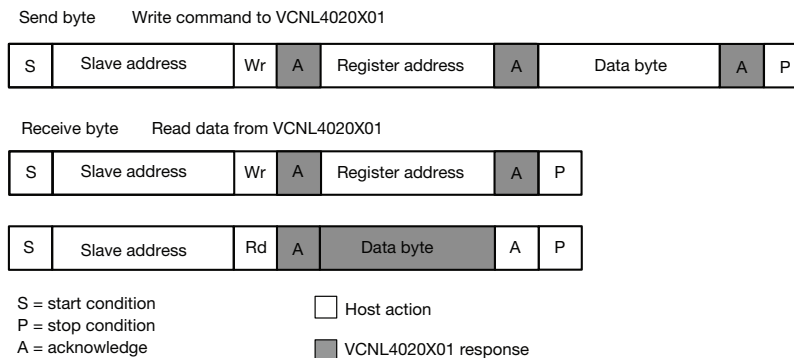 Send byte Write command to VCNL4020X01
S Slave address Wr A Register address A Data byte A P
Receive byte Read data from VCNL4020X01
S Slave address Wr A Register address A P
S Slave address Rd A Data byte A P
S = start condition
P = stop condition
A = acknowledge
Host action
VCNL4020X01 response